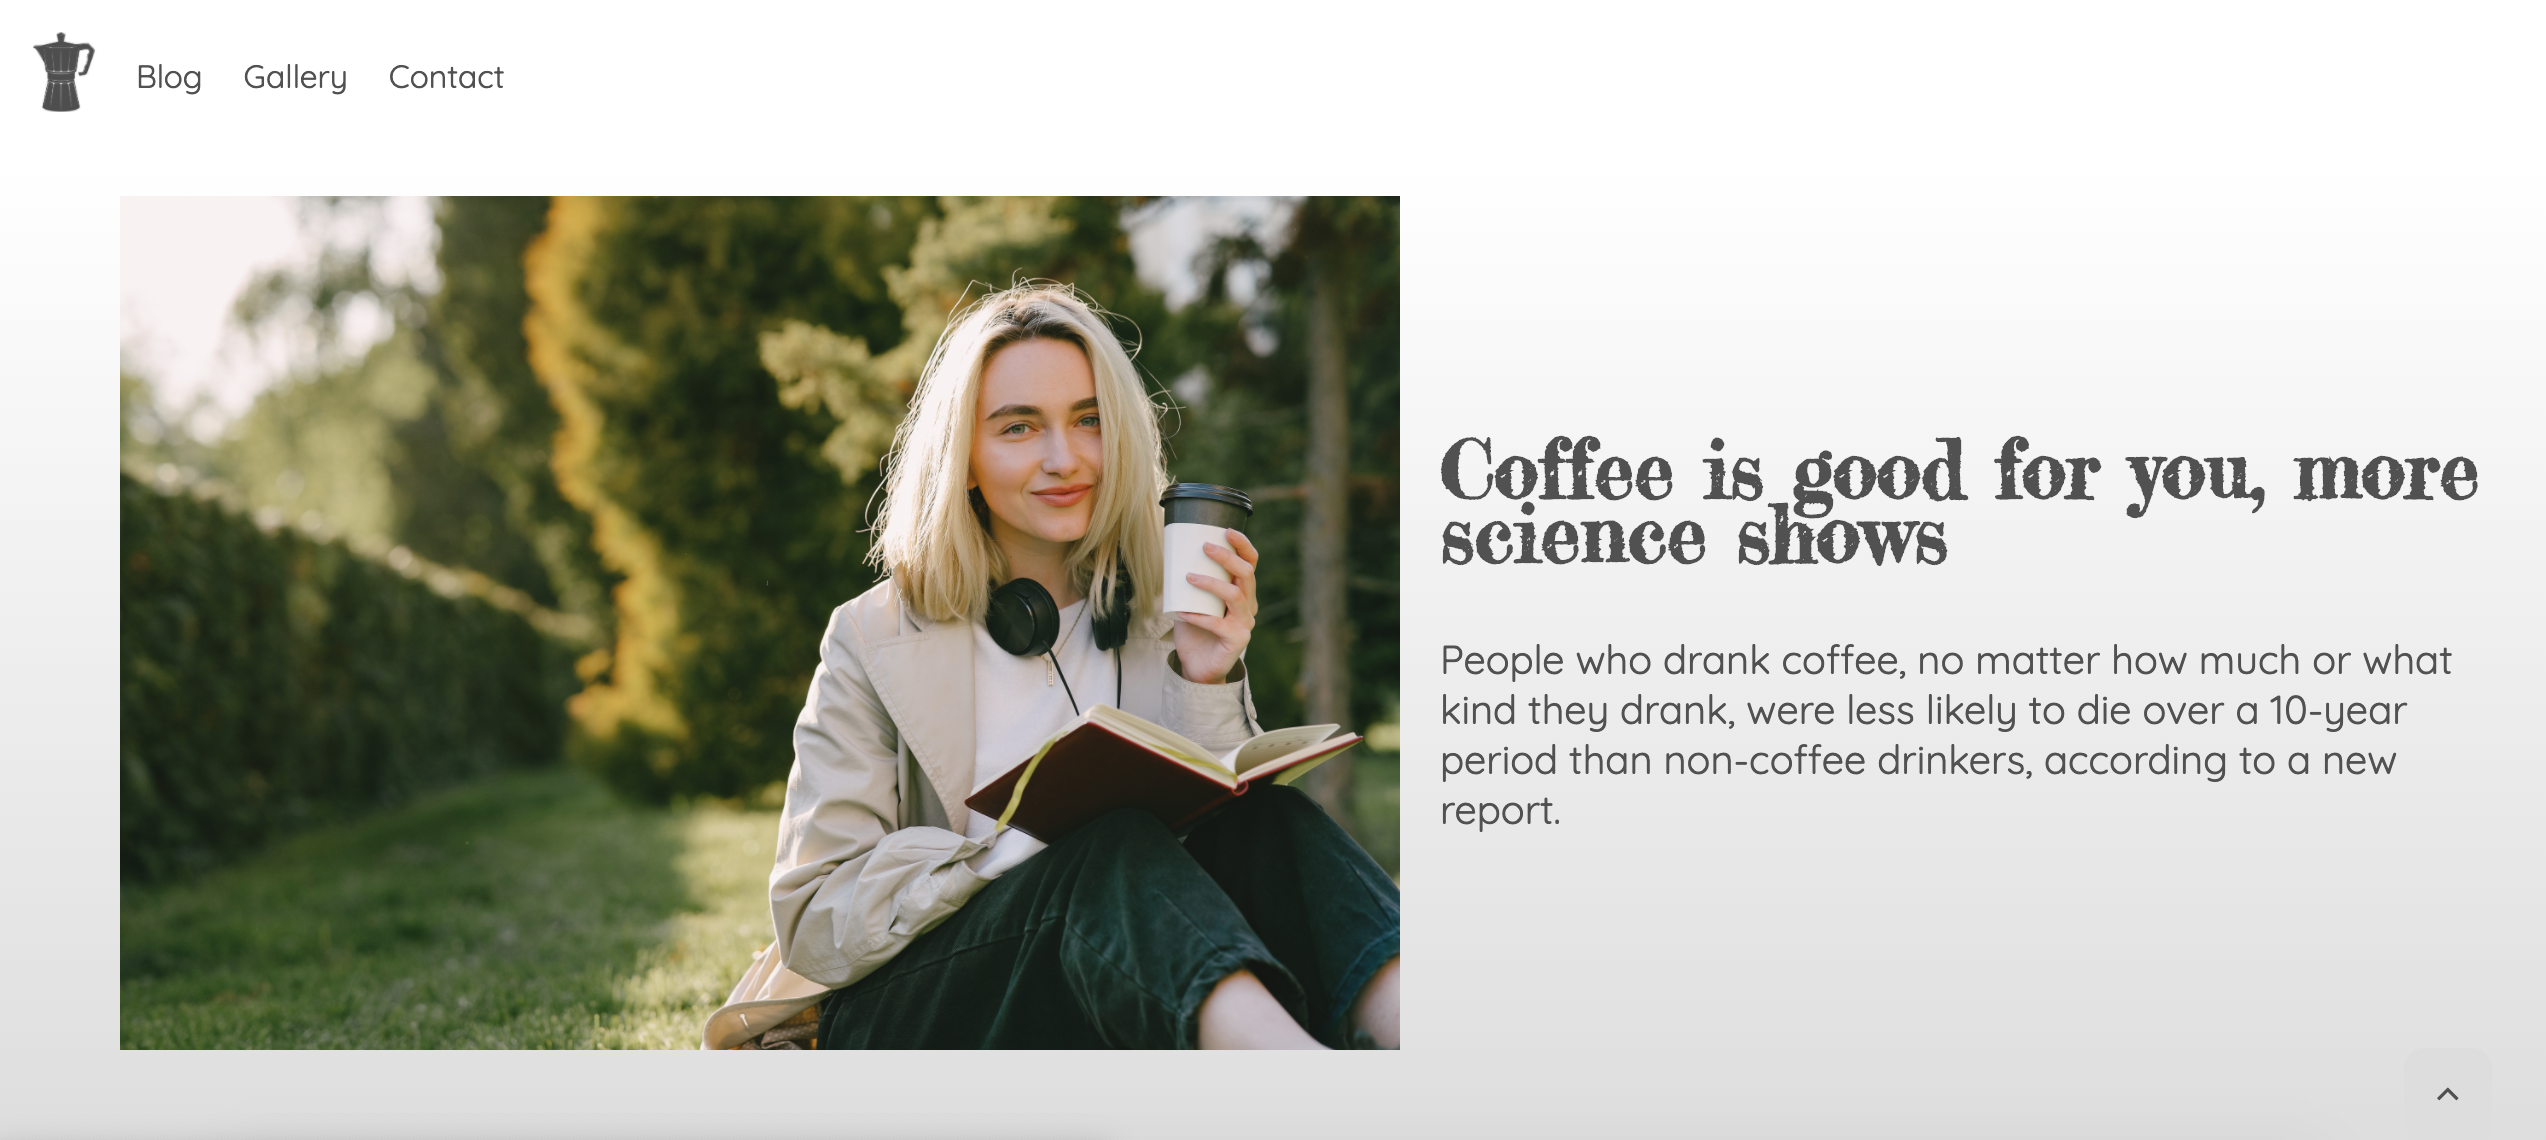 Blog Gallery Contact
Coffee is good for you, more
science shows
People who drank coffee, no matter how much or what
kind they drank, were less likely to die over a 10-year
period than non-coffee drinkers, according to a new
report.